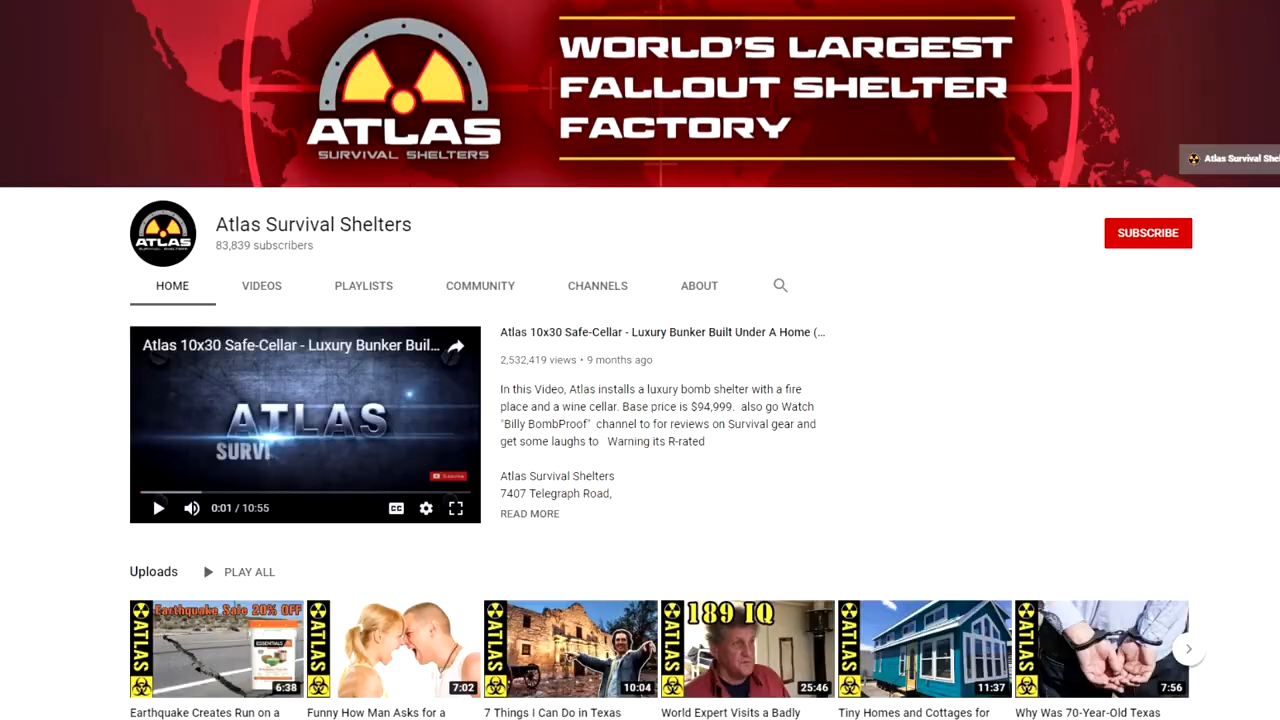 WORLD'S LARGEST
FALLOUT SHELTER
FACTORY
ATLAS
SURVIVAL SHELTERS
Atlas Survival
ATLAS
SURVIVAL SHELTERS
Atlas Survival Shelters
83,839 subscribers
SUBSCRIBE
HOME VIDEOS PLAYLISTS COMMUNITY CHANNELS ABOUT
Atlas 10x30 Safe-Cellar - Luxury Bunker Buil...
ATLAS
SURVI
Subscribe
0:01 / 10:55
CC
Atlas 10x30 Safe-Cellar - Luxury Bunker Built Under A Home (...
2,532,419 views • 9 months ago
In this Video, Atlas installs a luxury bomb shelter with a fire
place and a wine cellar. Base price is $94,999. also go Watch
"Billy BombProof" channel to for reviews on Survival gear and
get some laughs to Warning its R-rated
Atlas Survival Shelters
7407 Telegraph Road,
READ MORE
Uploads PLAY ALL
ATLAS
Earthquake Sale 20% OFF
ESSENTIALS
6:38
ATLAS
7:02
ATLAS
10:04
ATLAS
189 IQ
25:46
ATLAS
11:37
ATLAS
7:56
Earthquake Creates Run on a
Funny How Man Asks for a
7 Things I Can Do in Texas
World Expert Visits a Badly
Tiny Homes and Cottages for
Why Was 70-Year-Old Texas